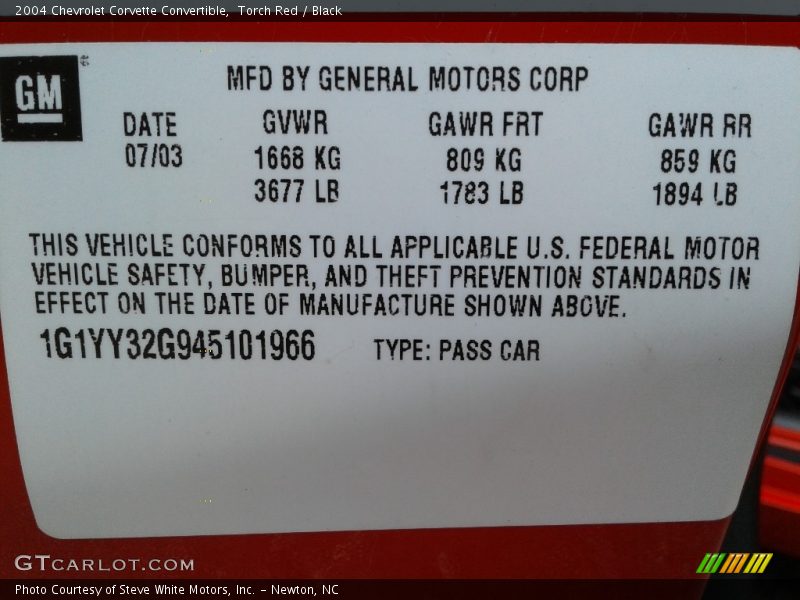 2004 Chevrolet Corvette Convertible,  Torch Red / Black
GM
MFD BY GENERAL MOTORS CORP
DATE GVWR GAWR FRT GAWR RR
07/03 1668 KG 809 KG 859 KG
3677 LB 1783 LB 1894 LB
THIS VEHICLE CONFORMS TO ALL APPLICABLE U.S. FEDERAL MOTOR
VEHICLE SAFETY, BUMPER, AND THEFT PREVENTION STANDARDS IN
EFFECT ON THE DATE OF MANUFACTURE SHOWN ABOVE.
1G1YY32G945101966 TYPE: PASS CAR
GTCARLOT.COM
Photo Courtesy of Steve White Motors, Inc. – Newton, NC